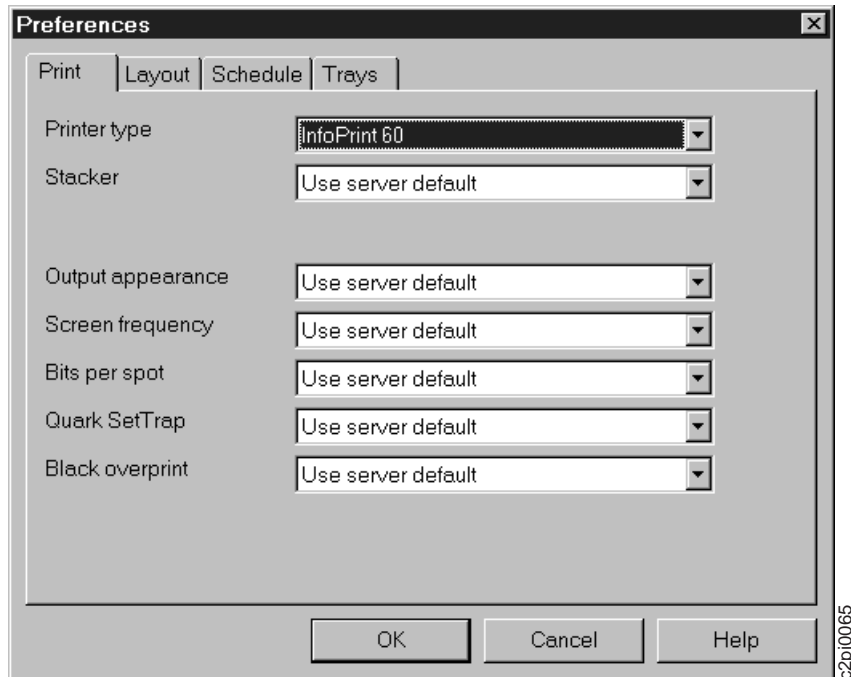 Preferences
Print Layout Schedule Trays
Printer type InfoPrint 60
Stacker Use server default
Output appearance Use server default
Screen frequency Use server default
Bits per spot Use server default
Quark SetTrap Use server default
Black overprint Use server default
OK Cancel Help
c2pi0065